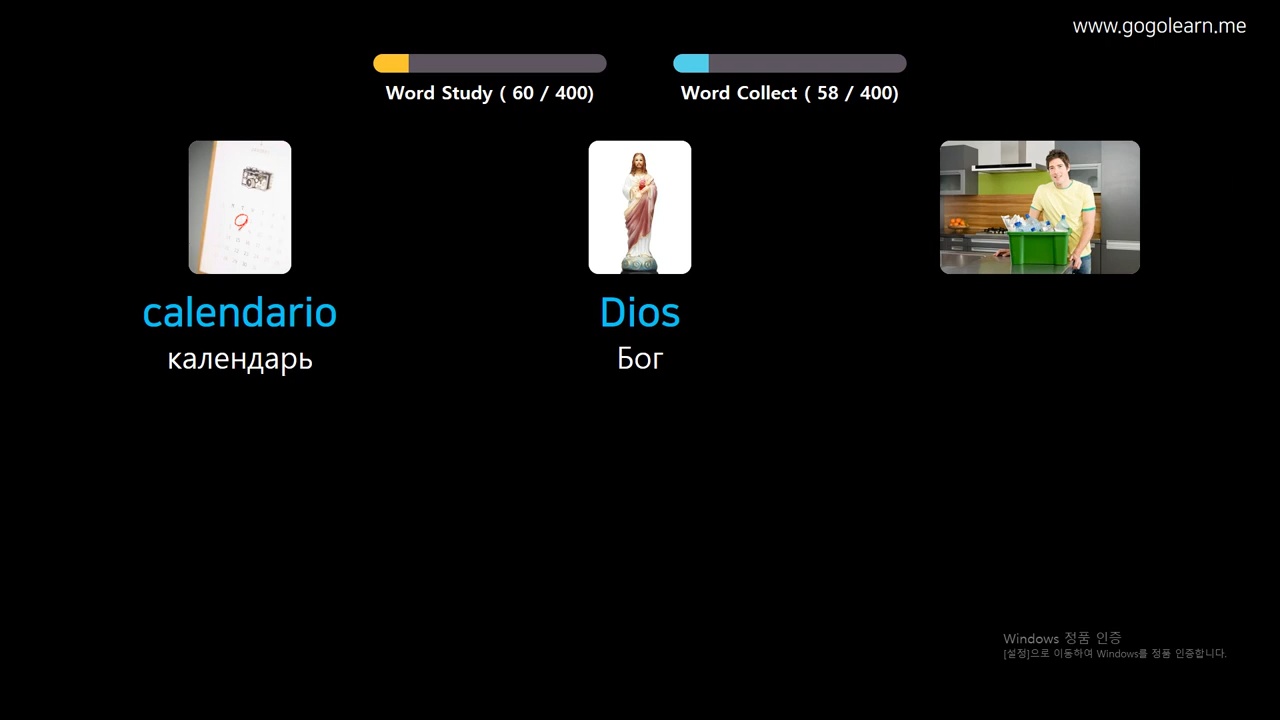 www.gogolearn.me
Word Study ( 60 / 400)
Word Collect ( 58 / 400)
calendario
календарь
Dios
Бог
Windows 정품 인증
[설정]으로 이동하여 Windows를 정품 인증합니다.